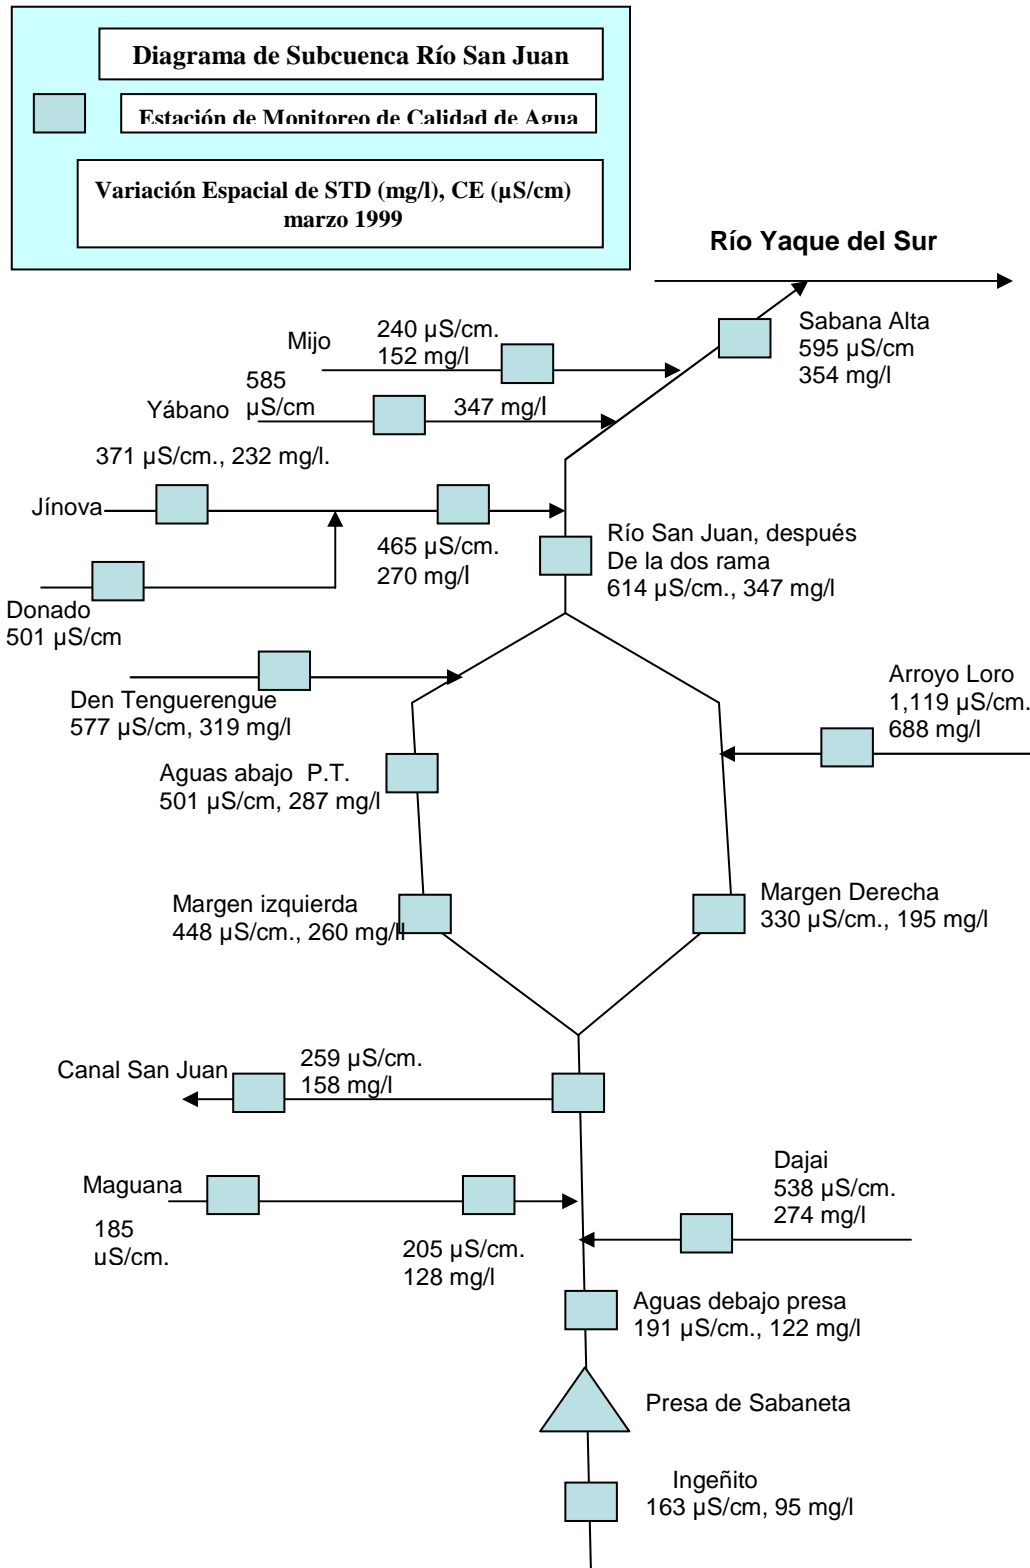 Diagrama de Subcuenca Río San Juan
Estación de Monitoreo de Calidad de Agua
Variación Espacial de STD (mg/l), CE (µS/cm)
marzo 1999
Río Yaque del Sur
Sabana Alta
595 µS/cm
354 mg/l
Mijo
240 µS/cm.
152 mg/l
Yábano
585
µS/cm
347 mg/l
371 µS/cm., 232 mg/l.
Jínova
465 µS/cm.
270 mg/l
Donado
501 µS/cm
Río San Juan, después
De la dos rama
614 µS/cm., 347 mg/l
Den Tenguerengue
577 µS/cm, 319 mg/l
Arroyo Loro
1,119 µS/cm.
688 mg/l
Aguas abajo P.T.
501 µS/cm, 287 mg/l
Margen izquierda
448 µS/cm., 260 mg/ll
Margen Derecha
330 µS/cm., 195 mg/l
Canal San Juan
259 µS/cm.
158 mg/l
Maguana
185
µS/cm.
205 µS/cm.
128 mg/l
Dajai
538 µS/cm.
274 mg/l
Aguas debajo presa
191 µS/cm., 122 mg/l
Presa de Sabaneta
Ingeñito
163 µS/cm, 95 mg/l